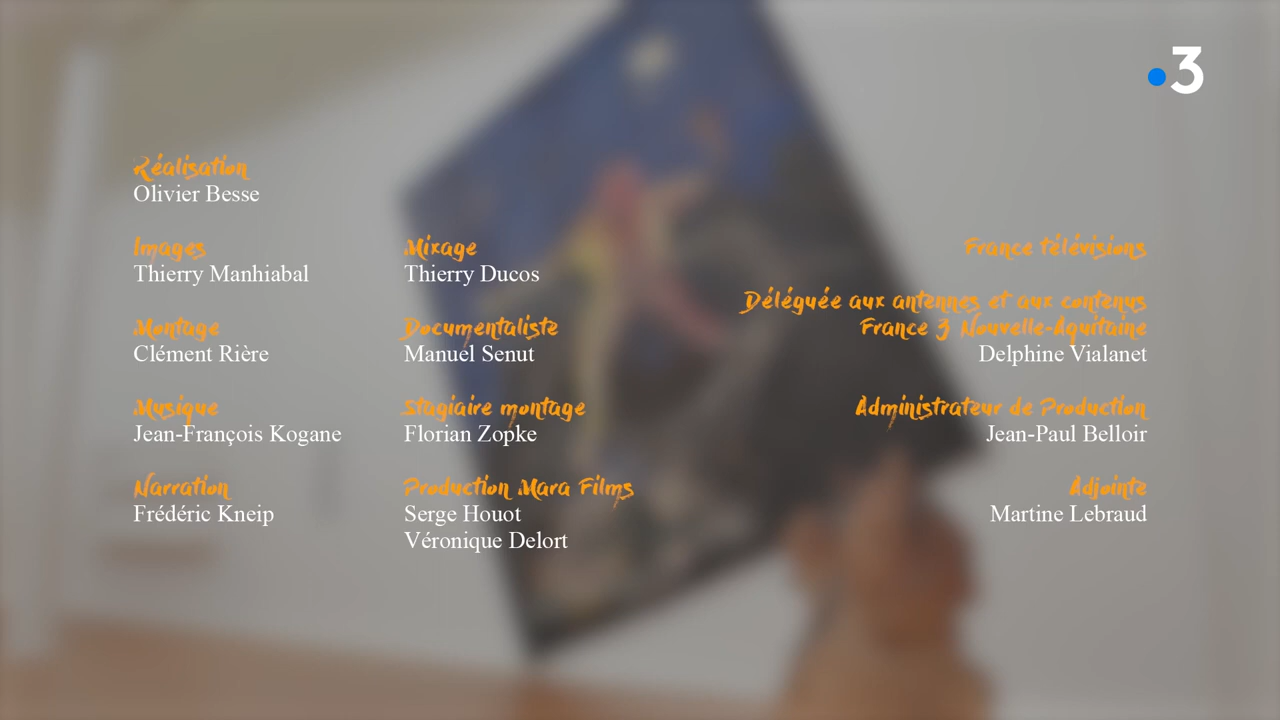 3
Réalisation
Olivier Besse
Images
Thierry Manhiabal
Montage
Clément Rière
Musique
Jean-François Kogane
Narration
Frédéric Kneip
Mixage
Thierry Ducos
Documentaliste
Manuel Senut
Stagiaire montage
Florian Zopke
Production Mara Films
Serge Houot
Véronique Delort
France télévisions
Déléguée aux antennes et aux contenus
France 3 Nouvelle-Aquitaine
Delphine Vialanet
Administrateur de Production
Jean-Paul Belloir
Adjointe
Martine Lebraud